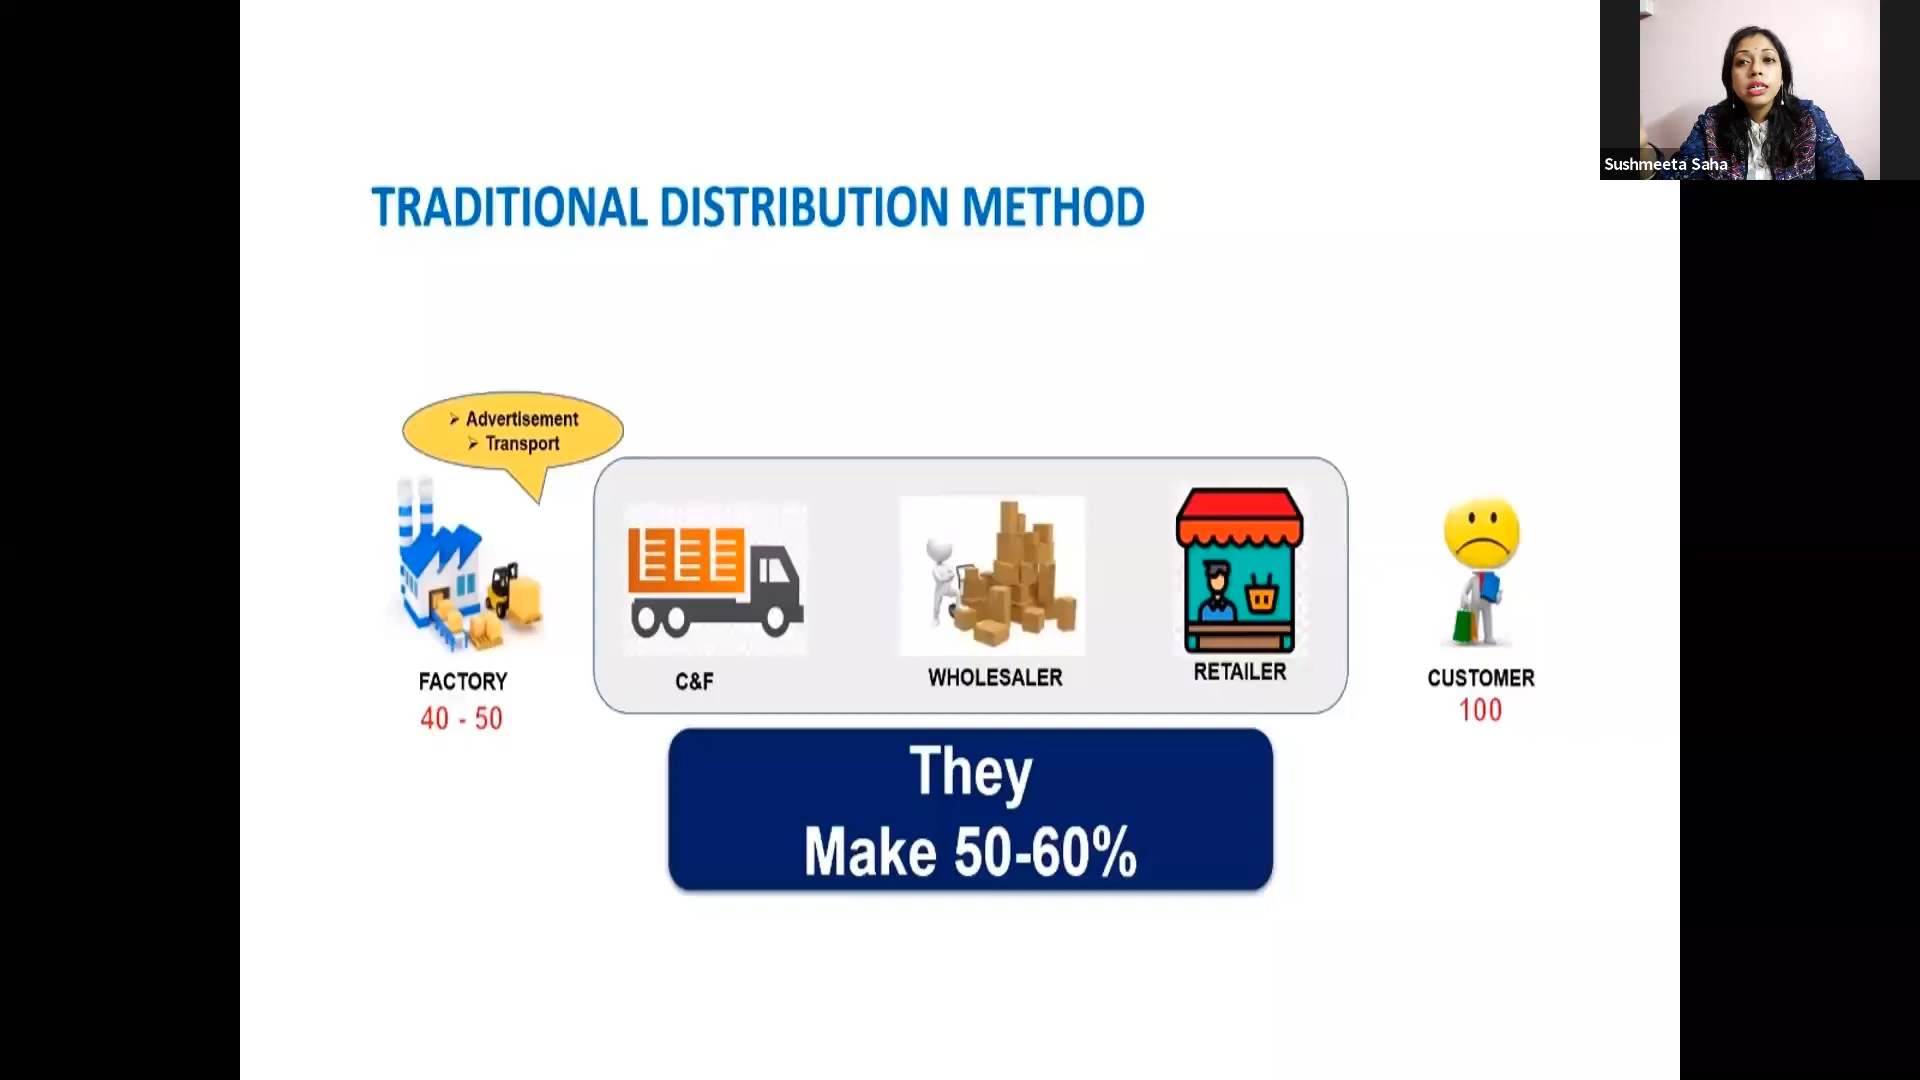 Sushmeeta Saha
TRADITIONAL DISTRIBUTION METHOD
➢ Advertisement
➢ Transport
FACTORY
40 - 50
C&F
WHOLESALER
RETAILER
CUSTOMER
100
They
Make 50-60%